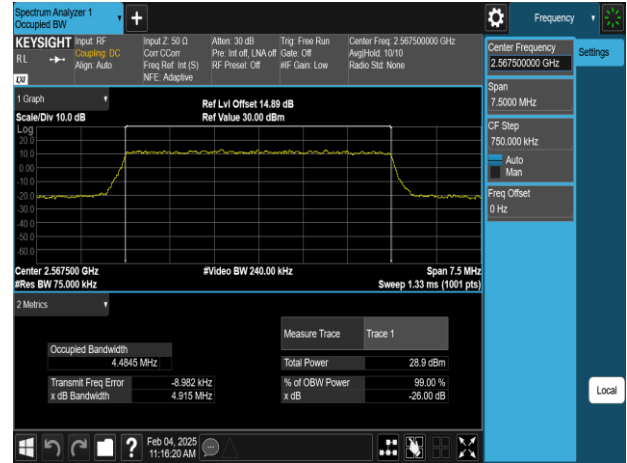 Spectrum Analyzer 1
Occupied BW
Frequency
KEYSIGHT
RL
Input: RF
Coupling: DC
Align: Auto
Input Z: 50 Ω
Corr CCorr
Freq Ref: Int (S)
NFE: Adaptive
Atten: 30 dB
Pre: Int off, LNA off
RF Preset: Off
Trig: Free Run
Gate: Off
#IF Gain: Low
Center Freq: 2.567500000 GHz
Avg|Hold: 10/10
Radio Std: None
LXI
1 Graph
Scale/Div 10.0 dB
Ref Lvl Offset 14.89 dB
Ref Value 30.00 dBm
Log
20.0
10.0
0.00
-10.0
-20.0
-30.0
-40.0
-50.0
-60.0
Center 2.567500 GHz
#Res BW 75.000 kHz
#Video BW 240.00 kHz
Span 7.5 MHz
Sweep 1.33 ms (1001 pts)
2 Metrics
Occupied Bandwidth
4.4845 MHz
Transmit Freq Error -8.982 kHz
x dB Bandwidth 4.915 MHz
Measure Trace Trace 1
Total Power 28.9 dBm
% of OBW Power 99.00 %
x dB -26.00 dB
Center Frequency
2.567500000 GHz
Span
7.5000 MHz
CF Step
750.000 kHz
Auto
Man
Freq Offset
0 Hz
Settings
Local
?
Feb 04, 2025
11:16:20 AM